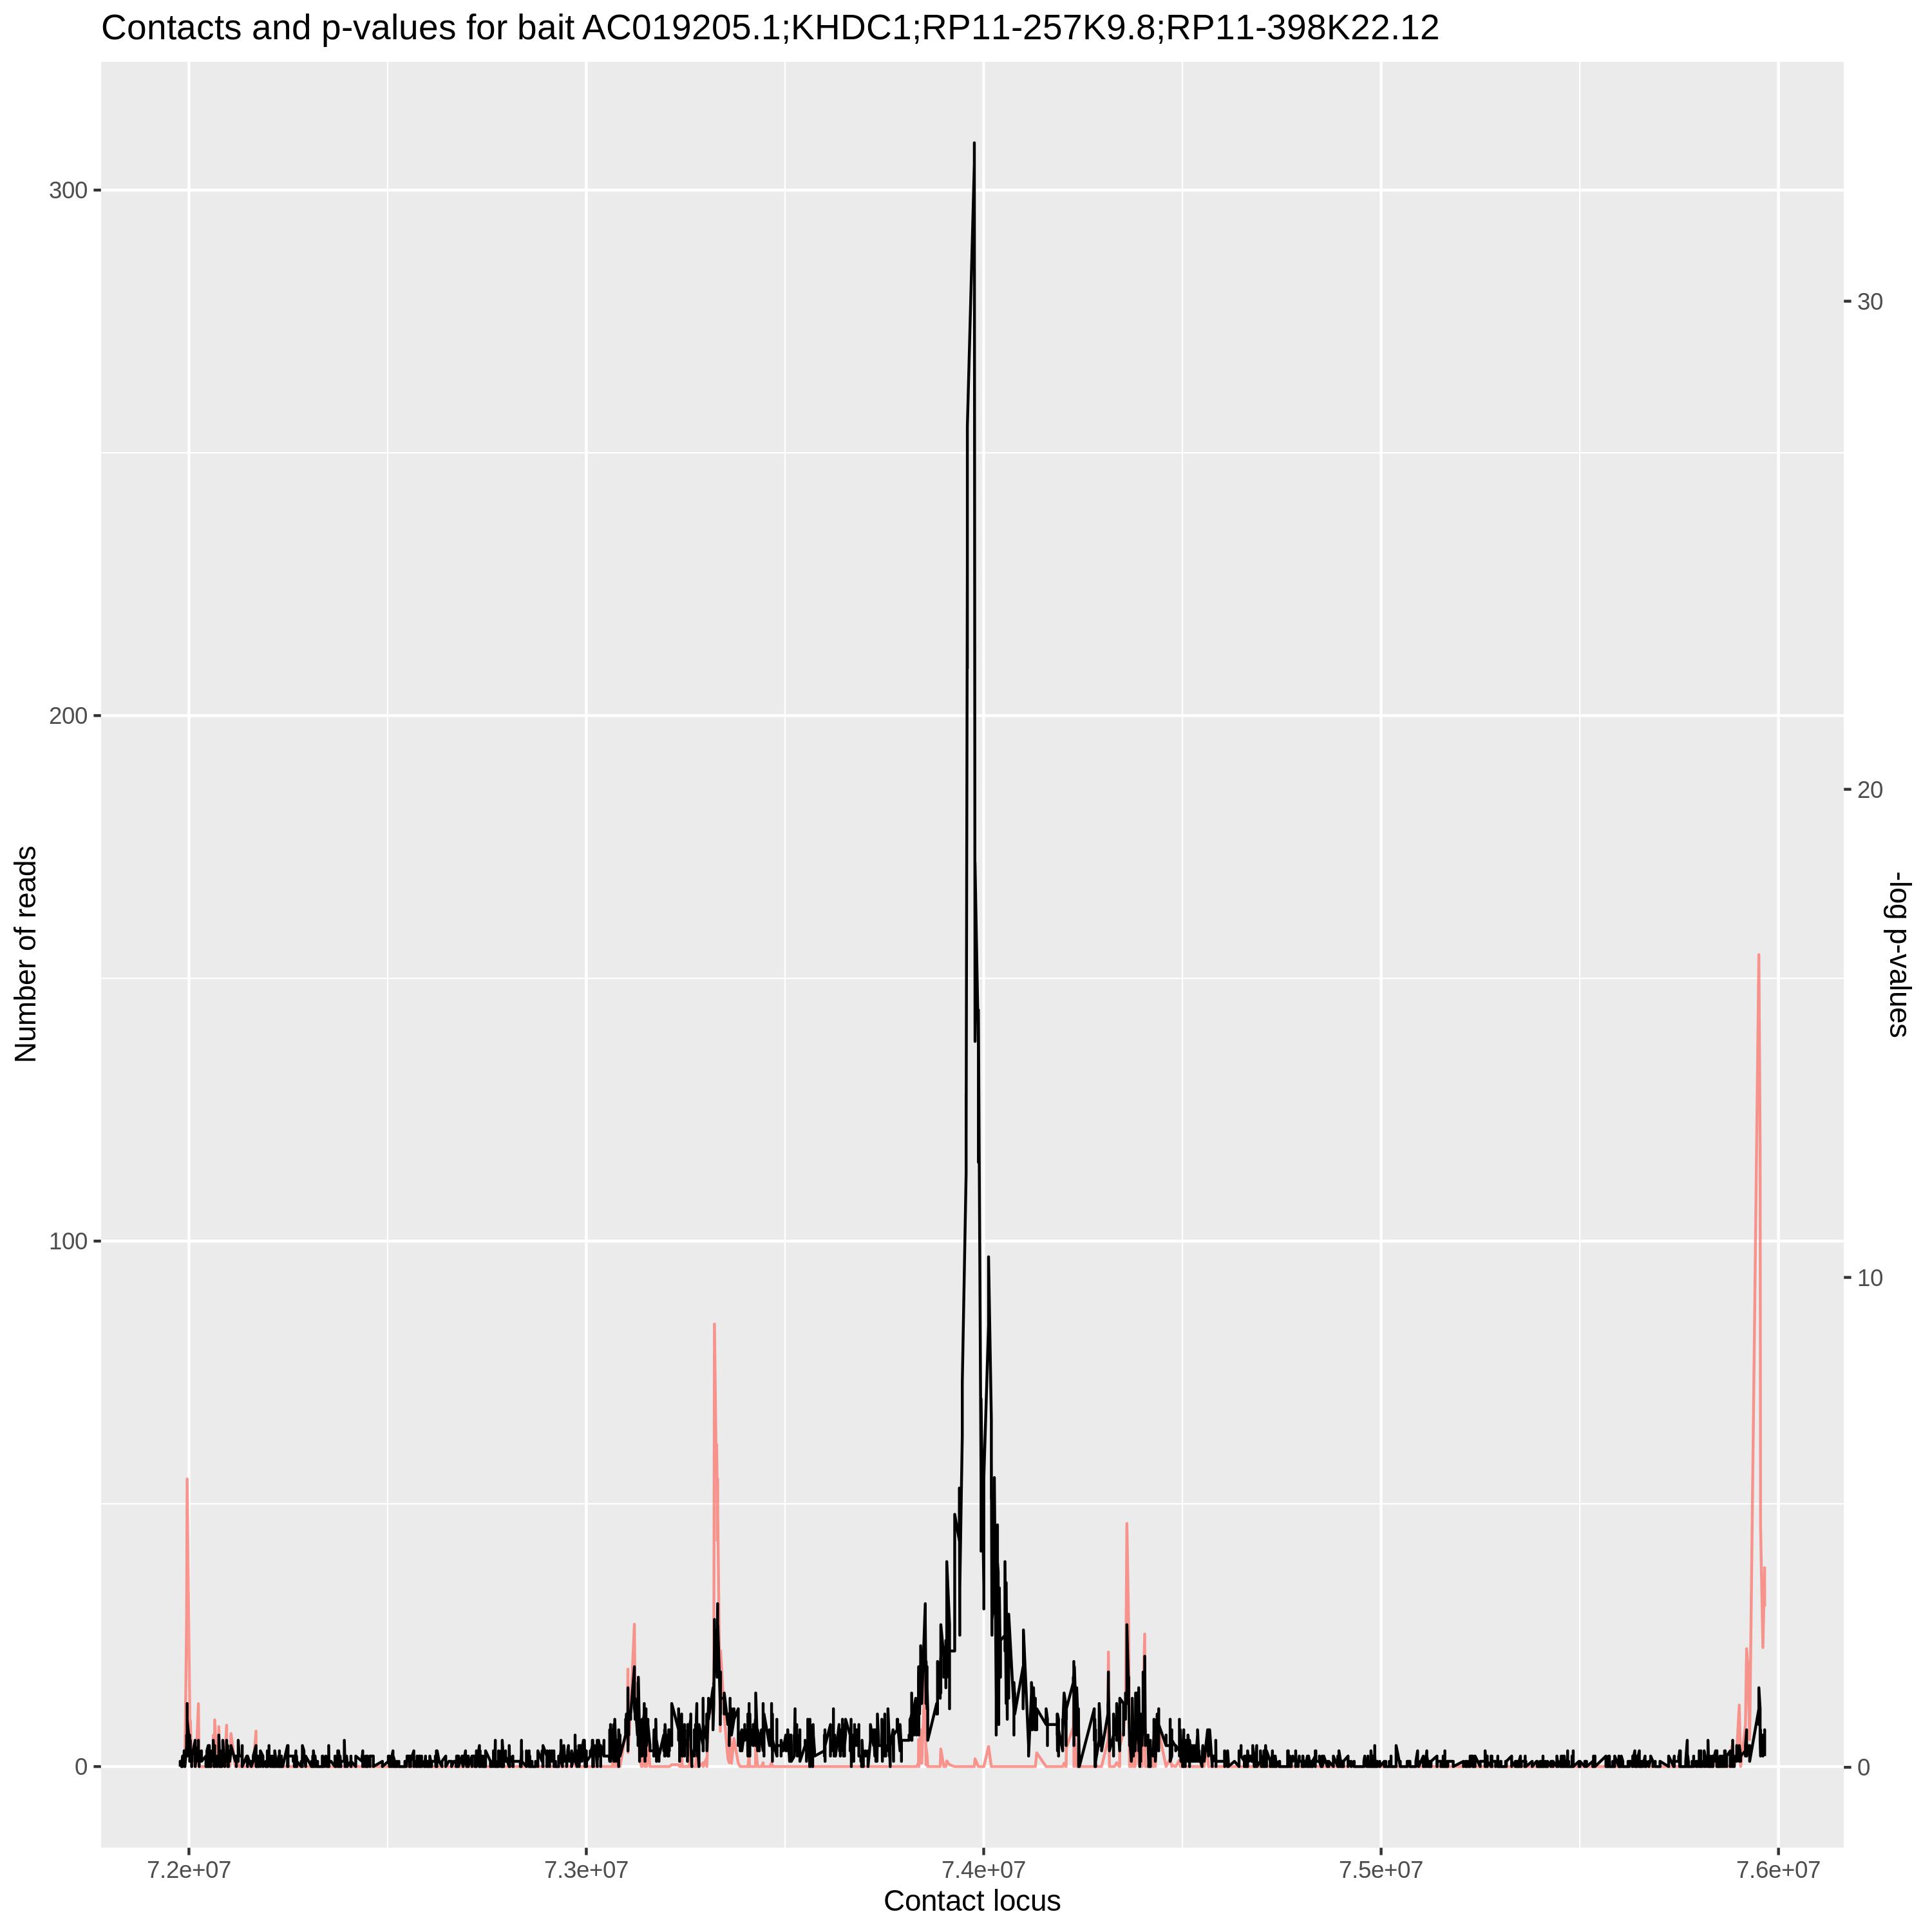 Contacts and p-values for bait AC019205.1;KHDC1;RP11-257K9.8;RP11-398K22.12
300
200
100
0
Number of reads
30
20
10
0
-log p-values
7.2e+07 7.3e+07 7.4e+07 7.5e+07 7.6e+07
Contact locus